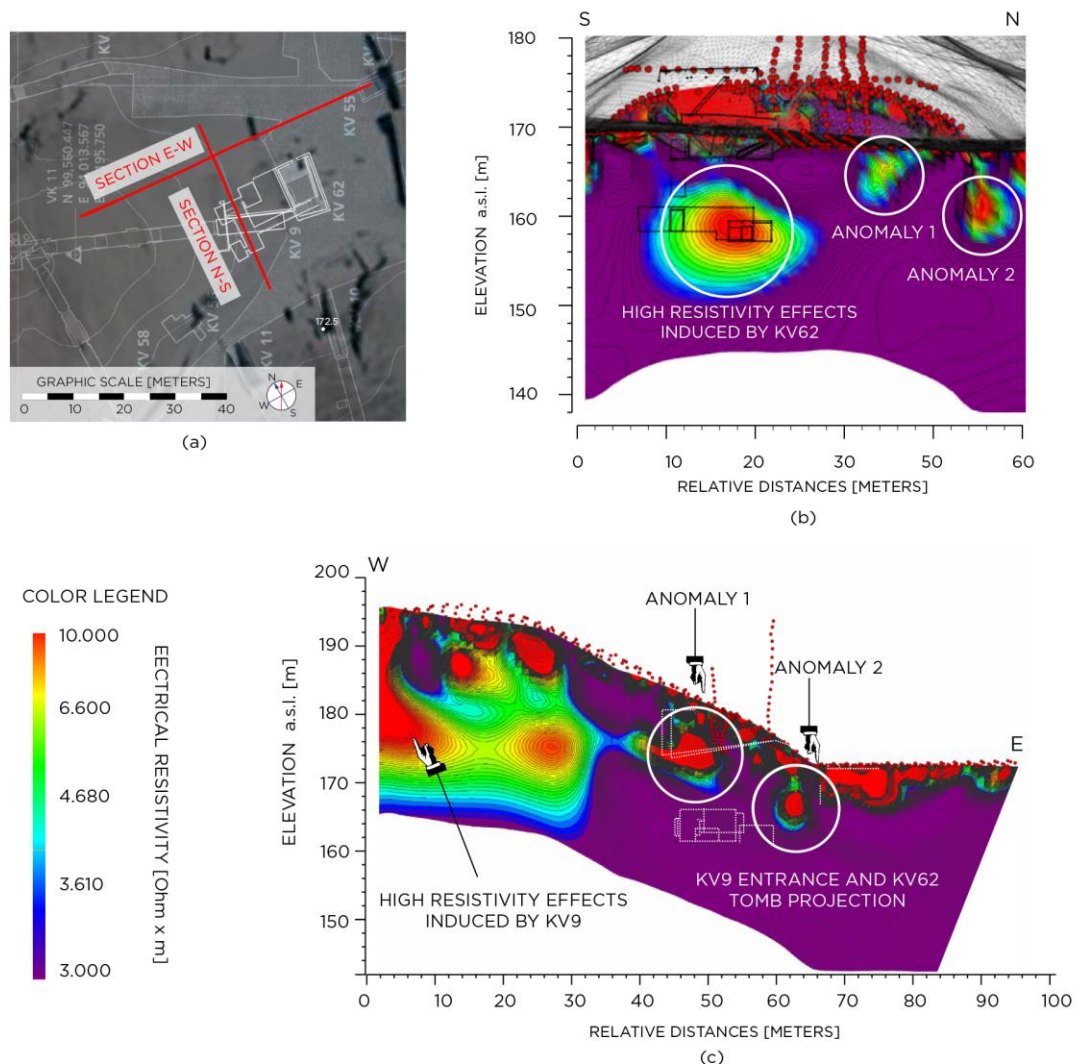 KV
VK 11
N 99,560.447
E 94,013.567
SECTION E-W
SECTION N-S
KV 55
KV 62
KV 9
KV 58
KV 11
172.5
10
GRAPHIC SCALE [METERS]
0 10 20 30 40
N
E
W
S
(a)
S N
180
170
160
150
140
ELEVATION a.s.l. [m]
ANOMALY 1
ANOMALY 2
HIGH RESISTIVITY EFFECTS
INDUCED BY KV62
0 10 20 30 40 50 60
RELATIVE DISTANCES [METERS]
(b)
COLOR LEGEND
10.000
6.600
4.680
3.610
3.000
EECTRICAL RESISTIVITY [Ohm x m]
W
E
200
190
180
170
160
150
ELEVATION a.s.l. [m]
ANOMALY 1
ANOMALY 2
HIGH RESISTIVITY EFFECTS
INDUCED BY KV9
KV9 ENTRANCE AND KV62
TOMB PROJECTION
0 10 20 30 40 50 60 70 80 90 100
RELATIVE DISTANCES [METERS]
(c)